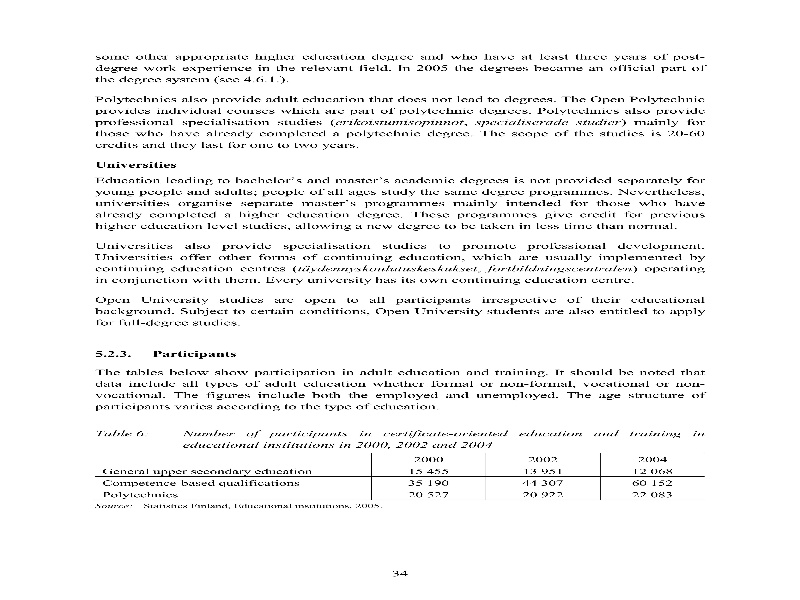 some other appropriate higher education degree and who have at least three years of post-
degree work experience in the relevant field. In 2005 the degrees became an official part of
the degree system (see 4.6.1.).
Polytechnics also provide adult education that does not lead to degrees. The Open Polytechnic
provides individual courses which are part of polytechnic degrees. Polytechnics also provide
professional specialisation studies (erikoistumisopinnot, specialiserade studier) mainly for
those who have already completed a polytechnic degree. The scope of the studies is 20-60
credits and they last for one to two years.
Universities
Education leading to bachelor's and master's academic degrees is not provided separately for
young people and adults; people of all ages study the same degree programmes. Nevertheless,
universities organise separate master's programmes mainly intended for those who have
already completed a higher education degree. These programmes give credit for previous
higher education level studies, allowing a new degree to be taken in less time than normal.
Universities also provide specialisation studies to promote professional development.
Universities offer other forms of continuing education, which are usually implemented by
continuing education centres (täydennyskoulutuskeskukset, fortbildningscentralen) operating
in conjunction with them. Every university has its own continuing education centre.
Open University studies are open to all participants irrespective of their educational
background. Subject to certain conditions, Open University students are also entitled to apply
for full-degree studies.
5.2.3. Participants
The tables below show participation in adult education and training. It should be noted that
data include all types of adult education whether formal or non-formal, vocational or non-
vocational. The figures include both the employed and unemployed. The age structure of
participants varies according to the type of education.
Table 6 Number of participants in certificate-oriented education and training in
educational institutions in 2000, 2002 and 2004
2000 2002 2004
General upper secondary education 15 455 13 951 12 068
Competence-based qualifications 35 190 44 307 60 152
Polytechnics 20 527 20 922 22 083
Source: Statistics Finland, Educational institutions, 2005.
34